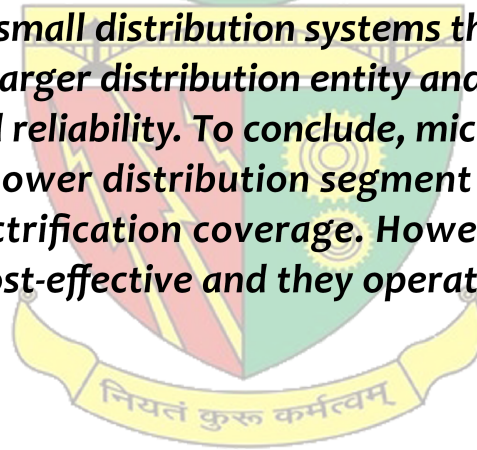 small distribution systems th
arger distribution entity and
reliability. To conclude, mic
ower distribution segment
ctrification coverage. Howe
st-effective and they operat
नियतं कुरू कर्मत्वम्